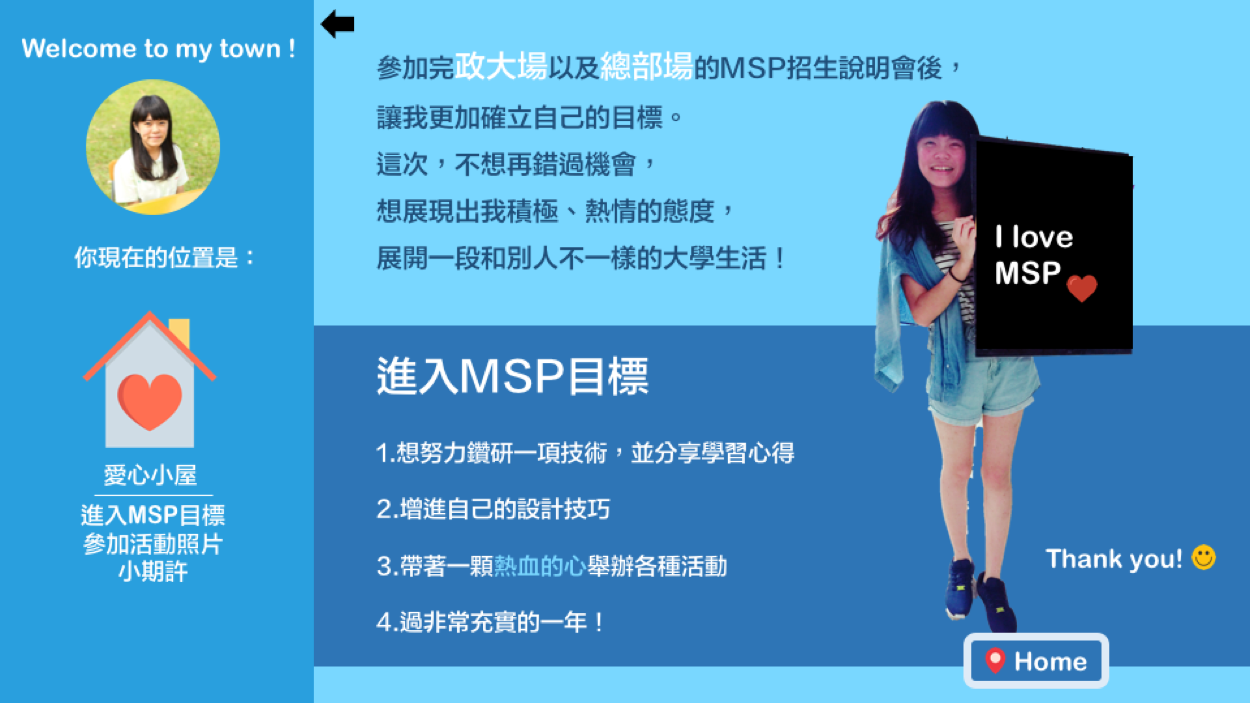 Welcome to my town !
你現在的位置是：
愛心小屋
進入MSP目標
參加活動照片
小期許
參加完政大場以及總部場的MSP招生說明會後，
讓我更加確立自己的目標。
這次，不想再錯過機會，
想展現出我積極、熱情的態度，
展開一段和別人不一樣的大學生活！
I love
MSP
進入MSP目標
1.想努力鑽研一項技術，並分享學習心得
2.增進自己的設計技巧
3.帶著一顆熱血的心舉辦各種活動
4.過非常充實的一年！
Thank you!
Home